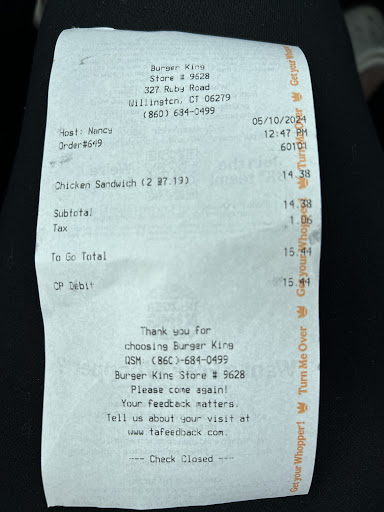 Burger King
Store # 9628
327 Ruby Road
Willington, CT 06279
(860) 684-0499
05/10/2024
Host: Nancy 12:47 PM
Order#649 60101
Chicken Sandwich (2 @7.19) 14.38
Subtotal 14.38
Tax 1.06
To Go Total 15.44
CP Debit 15.44
Thank you for
choosing Burger King
QSM: (860)-684-0499
Burger King Store # 9628
Please come again!
Your feedback matters.
Tell us about your visit at
www.tafeedback.com.
--- Check Closed ---
Get your Whopper! Turn Me Over Get your Whopper! Turn Me Over Get your Whop